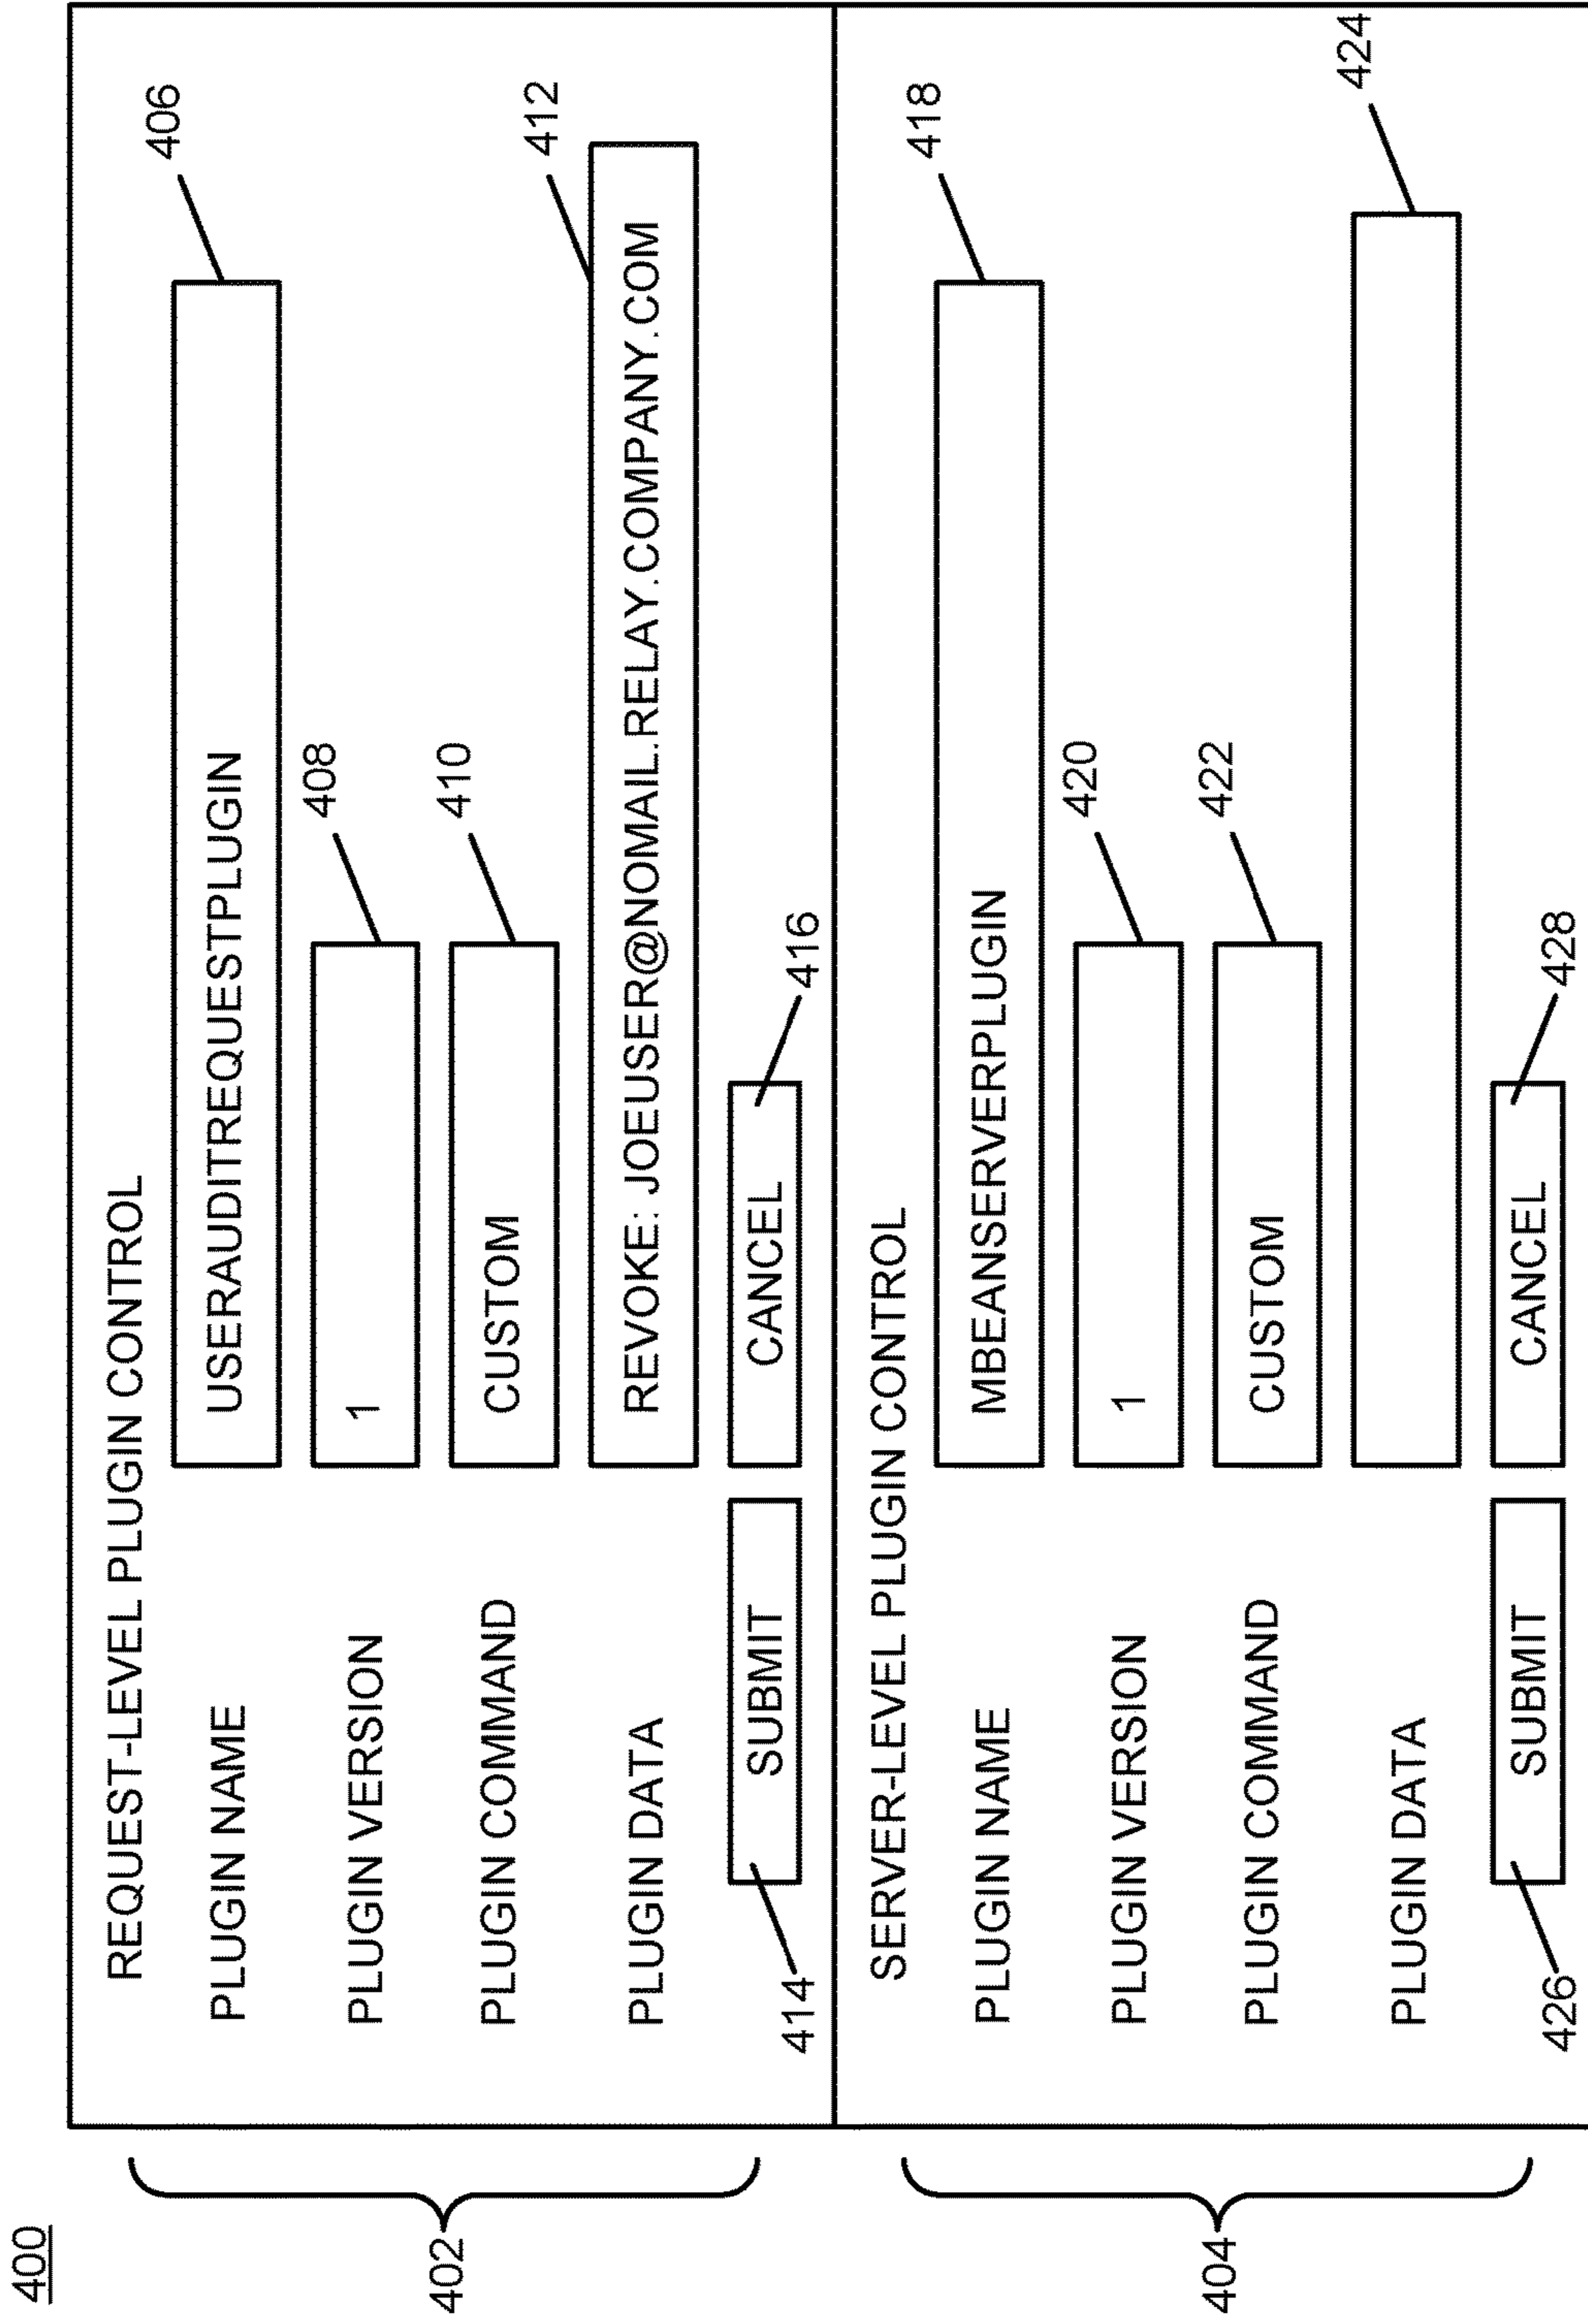 400
402
REQUEST-LEVEL PLUGIN CONTROL
PLUGIN NAME USERAUDITREQUESTPLUGIN 406
PLUGIN VERSION 1 408
PLUGIN COMMAND CUSTOM 410
PLUGIN DATA REVOKE: JOEUSER@NOMAIL.RELAY.COMPANY.COM 412
414 SUBMIT CANCEL 416
404
SERVER-LEVEL PLUGIN CONTROL
PLUGIN NAME MBEANSERVERPLUGIN 418
PLUGIN VERSION 1 420
PLUGIN COMMAND CUSTOM 422
PLUGIN DATA 424
426 SUBMIT CANCEL 428